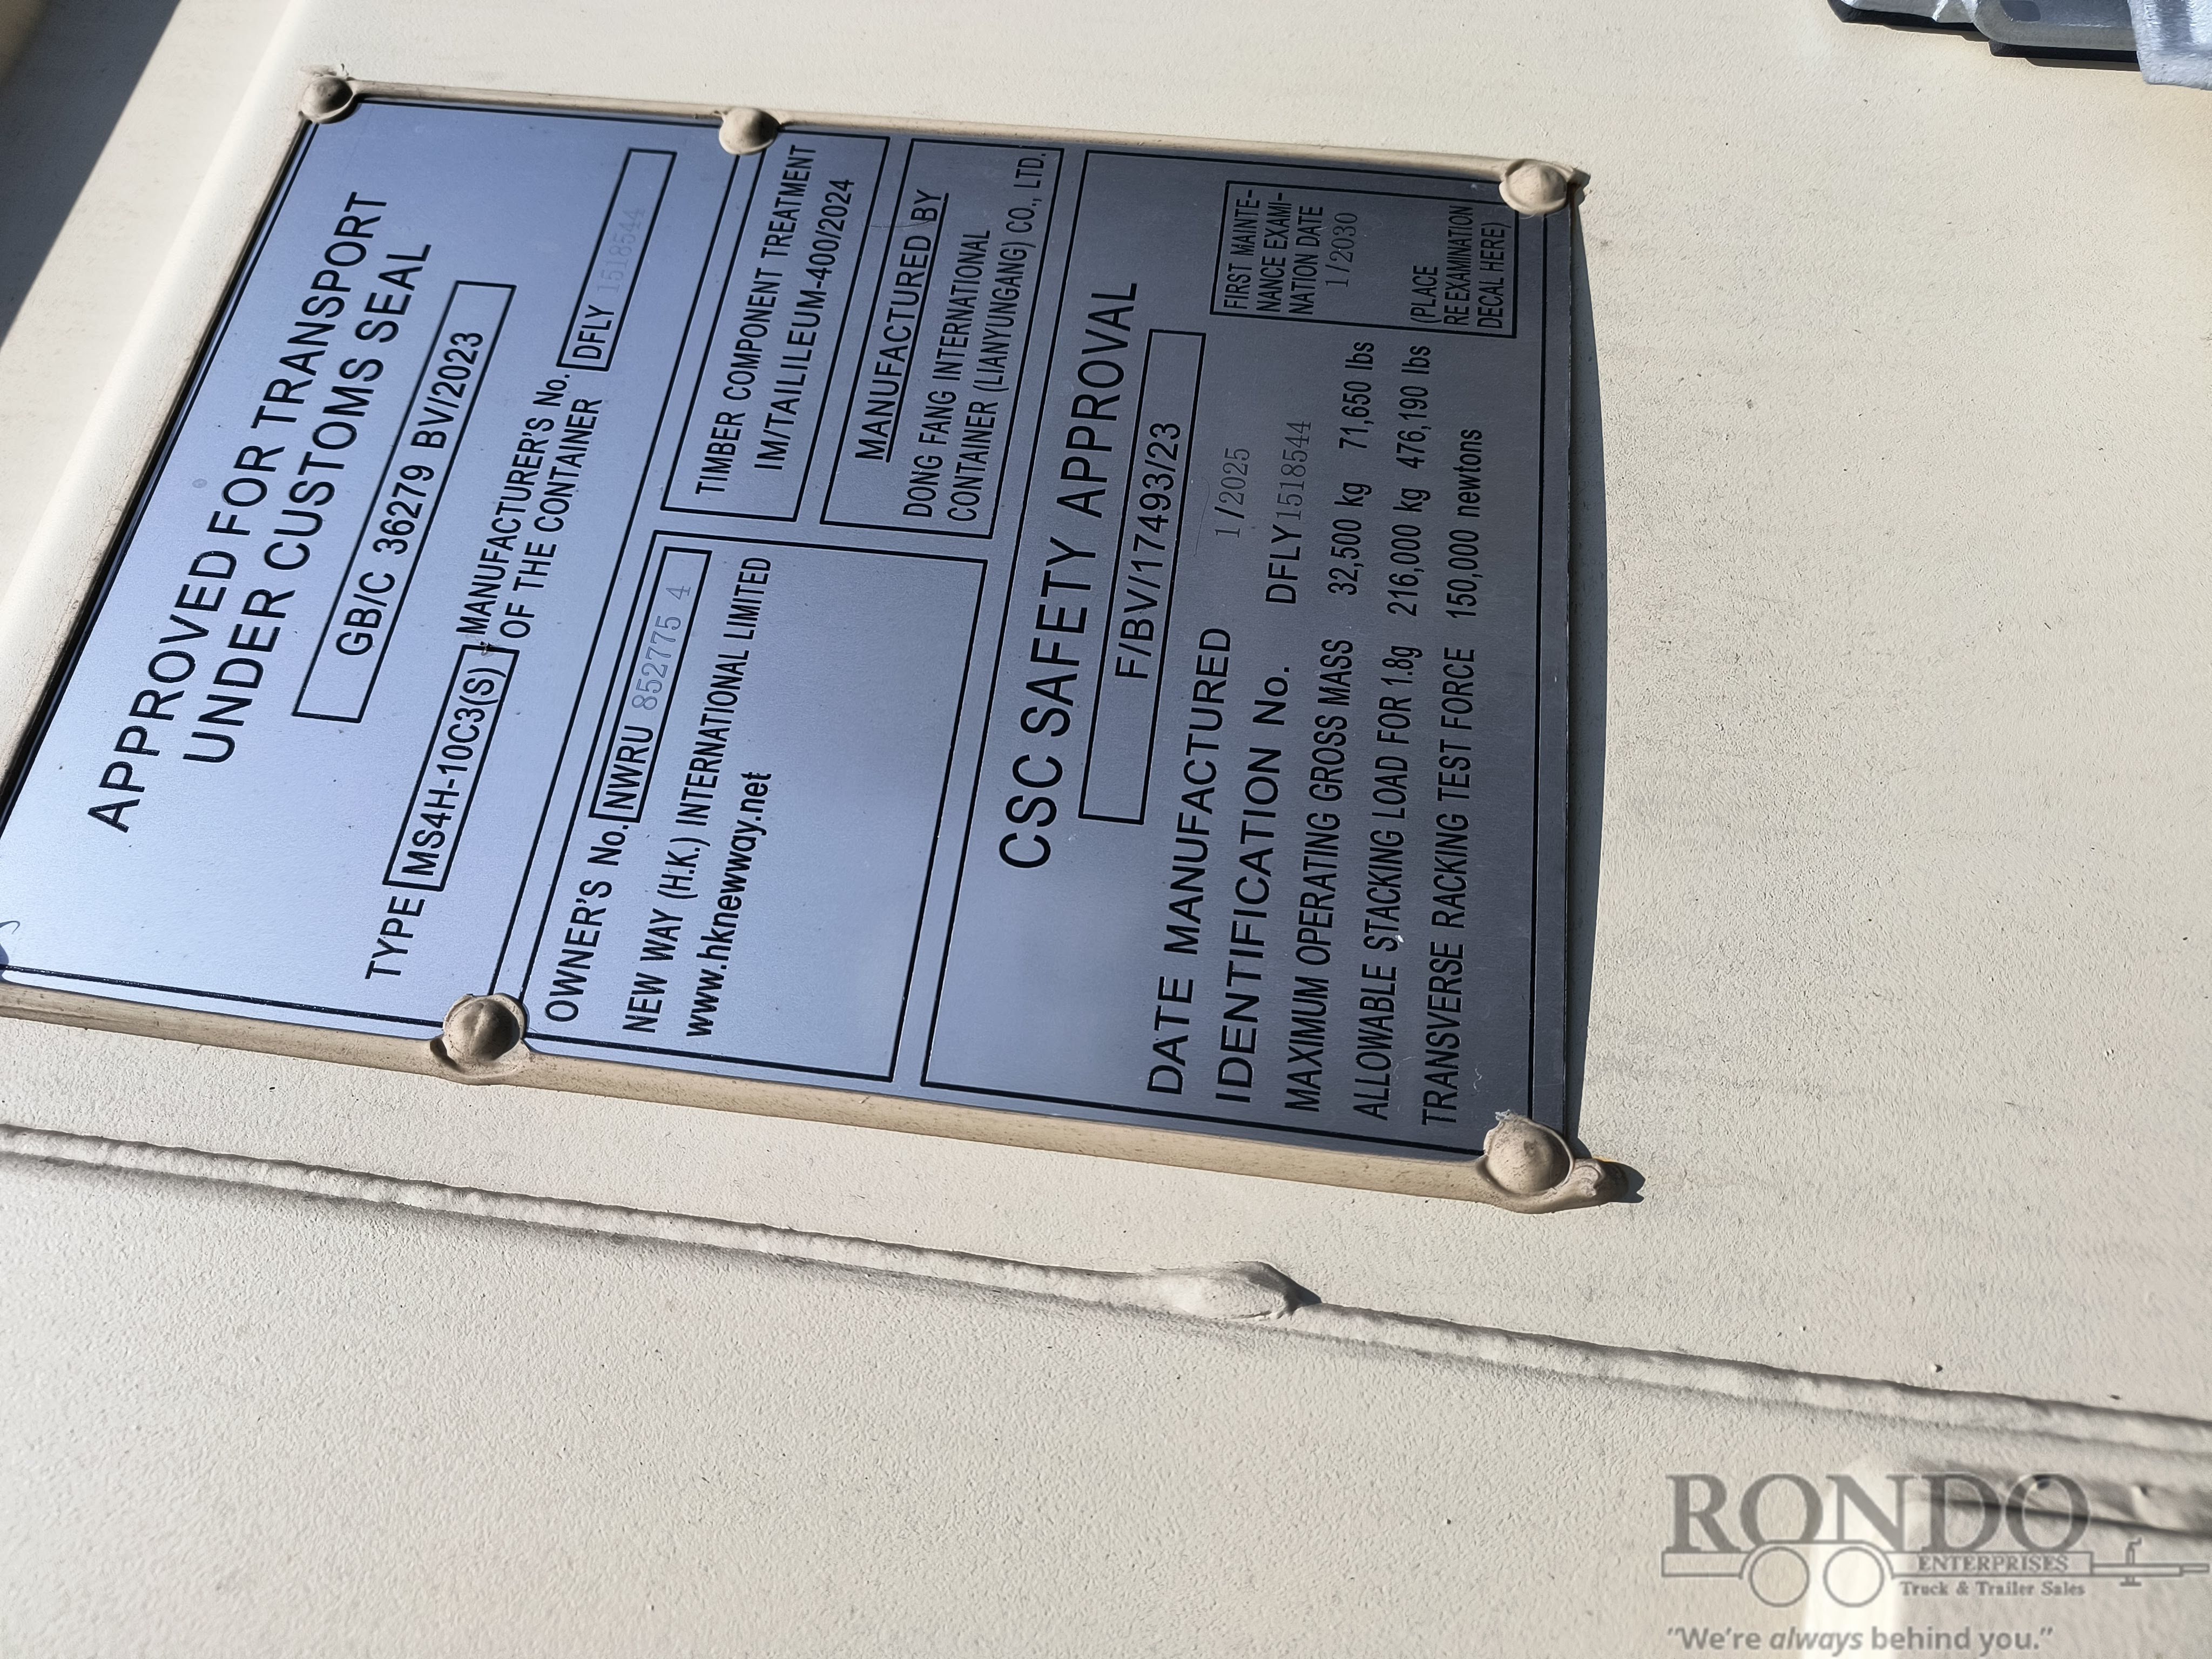 APPROVED FOR TRANSPORT
UNDER CUSTOMS SEAL
GB/C 36279 BV/2023
TYPE MS4H-10C3(S) MANUFACTURER'S No.
OF THE CONTAINER DFLY 1518544
OWNER'S No. NWRU 852775 4
NEW WAY (H.K.) INTERNATIONAL LIMITED
www.hknewway.net
TIMBER COMPONENT TREATMENT
IM/TAILILEUM-400/2024
MANUFACTURED BY
DONG FANG INTERNATIONAL
CONTAINER (LIANYUNGANG) CO., LTD.
CSC SAFETY APPROVAL
F/BV/17493/23
DATE MANUFACTURED 1/2025
IDENTIFICATION No. DFLY1518544
MAXIMUM OPERATING GROSS MASS 32,500 kg 71,650 lbs
ALLOWABLE STACKING LOAD FOR 1.8g 216,000 kg 476,190 lbs
TRANSVERSE RACKING TEST FORCE 150,000 newtons
FIRST MAINTE-
NANCE EXAMI-
NATION DATE
1/2030
(PLACE
REEXAMINATION
DECAL HERE)
RONDO
ENTERPRISES
Truck & Trailer Sales
"We're always behind you."